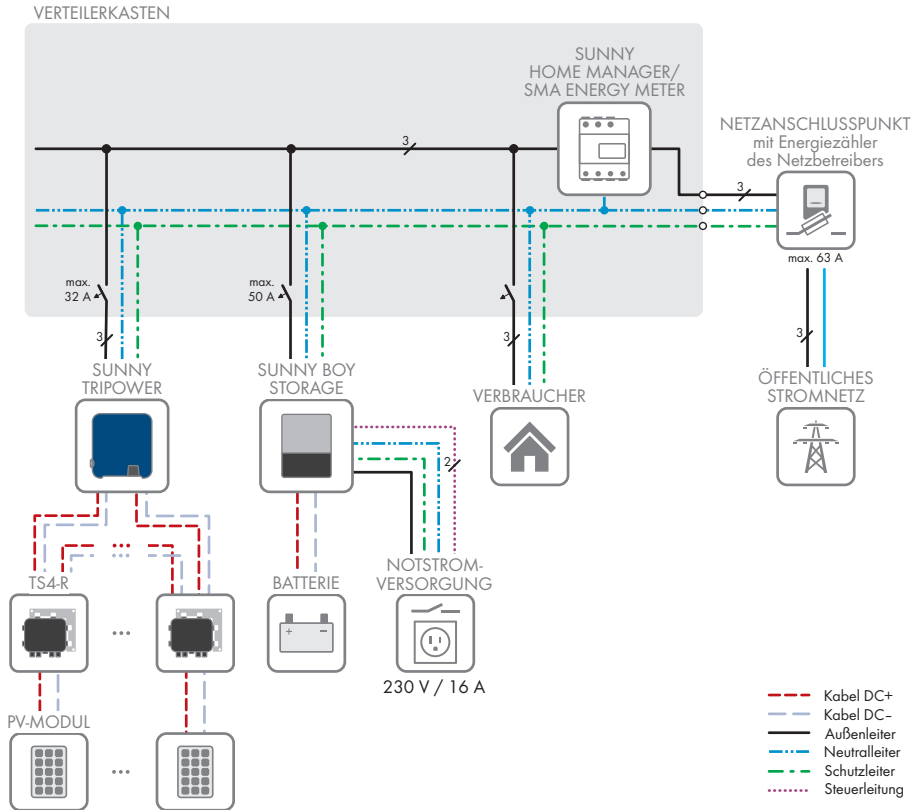 VERTEILERKASTEN
SUNNY
HOME MANAGER/
SMA ENERGY METER
NETZANSCHLUSSPUNKT
mit Energiezähler
des Netzbetreibers
3
3
max.
32 A
max.
50 A
max. 63 A
3
3
3
SUNNY
TRIPOWER
SUNNY BOY
STORAGE
VERBRAUCHER
ÖFFENTLICHES
STROMNETZ
2
TS4-R
BATTERIE
NOTSTROM-
VERSORGUNG
...
...
...
+ −
230 V / 16 A
PV-MODUL
...
Kabel DC+
Kabel DC–
Außenleiter
Neutralleiter
Schutzleiter
Steuerleitung